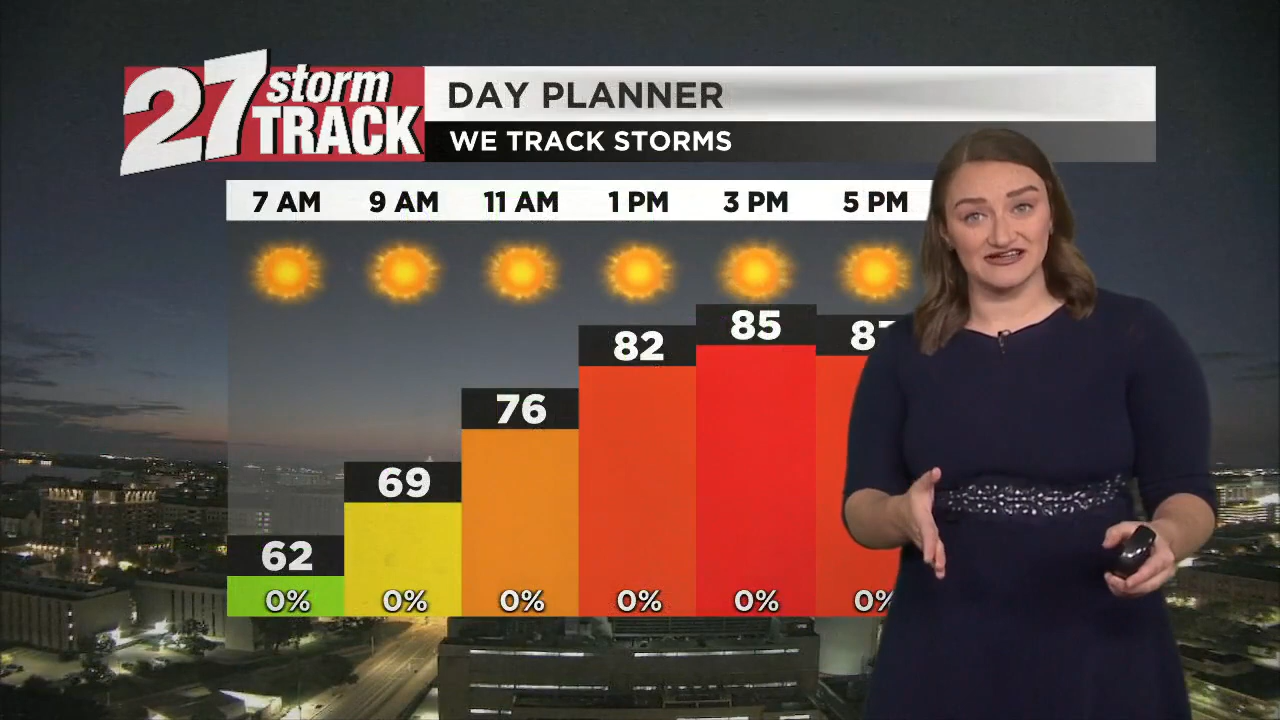 27 storm TRACK
DAY PLANNER
WE TRACK STORMS
7 AM 9 AM 11 AM 1 PM 3 PM 5 PM
85
82
76
69
62
0% 0% 0% 0% 0%